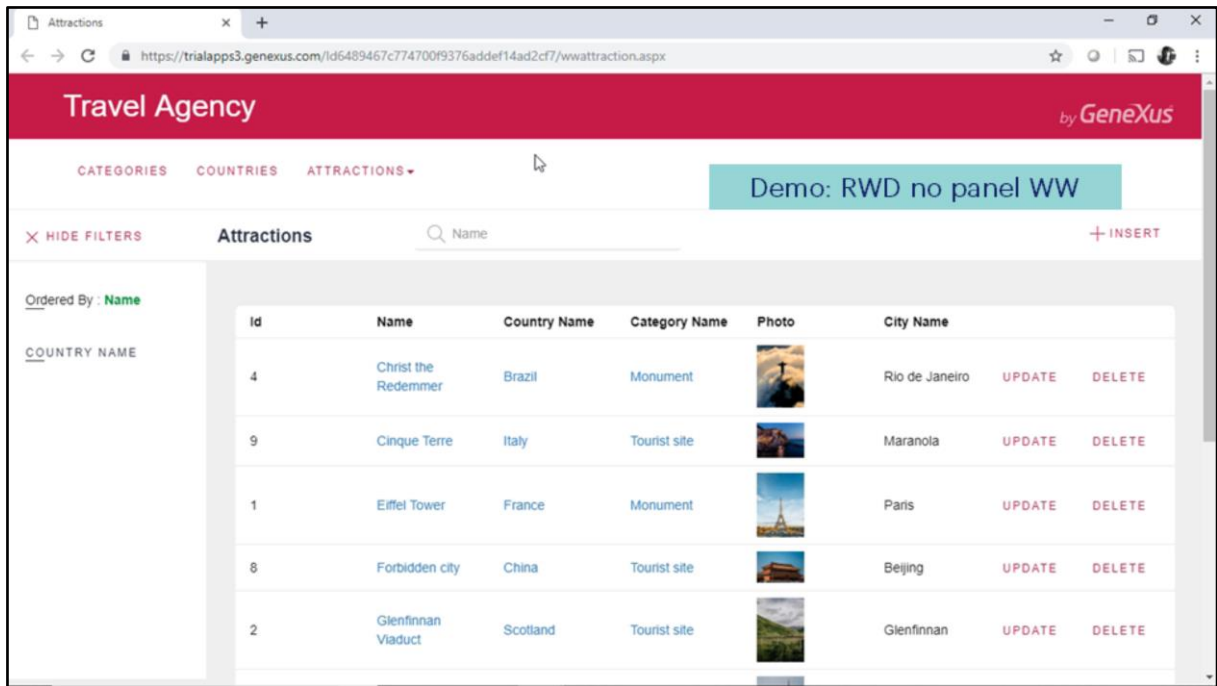 Attractions
https://trialapps3.genexus.com/Id6489467c774700f9376addef14ad2cf7/wwattraction.aspx
Travel Agency
by GeneXus
CATEGORIES COUNTRIES ATTRACTIONS
Demo: RWD no panel WW
HIDE FILTERS Attractions Name INSERT
Ordered By : Name
COUNTRY NAME
Id Name Country Name Category Name Photo City Name
4 Christ the Redemmer Brazil Monument Rio de Janeiro UPDATE DELETE
9 Cinque Terre Italy Tourist site Maranola UPDATE DELETE
1 Eiffel Tower France Monument Paris UPDATE DELETE
8 Forbidden city China Tourist site Beijing UPDATE DELETE
2 Glenfinnan Viaduct Scotland Tourist site Glenfinnan UPDATE DELETE